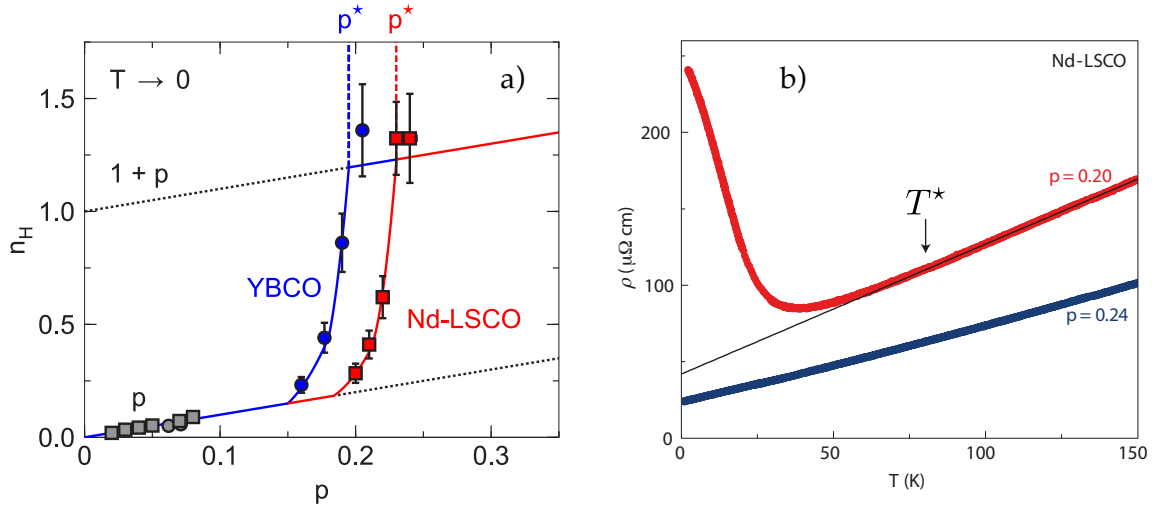 p⋆ p⋆
T → 0
a)
1.5
1 + p
1.0
n_H
YBCO
0.5
Nd-LSCO
p
0.0
0 0.1 0.2 0.3
p
b)
Nd-LSCO
200
p = 0.20
T⋆
ρ (μΩ cm)
100
p = 0.24
0
0 50 100 150
T (K)